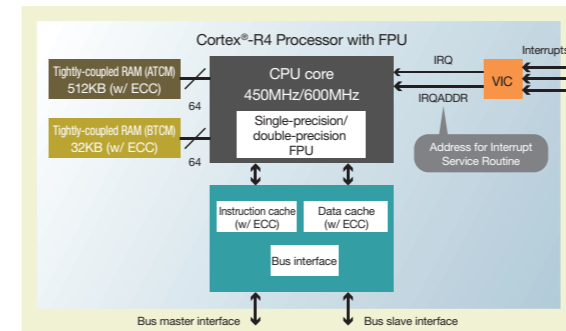 Cortex®-R4 Processor with FPU
Tightly-coupled RAM (ATCM)
512KB (w/ ECC)
64
Tightly-coupled RAM (BTCM)
32KB (w/ ECC)
64
CPU core
450MHz/600MHz
Single-precision/
double-precision
FPU
IRQ
IRQADDR
VIC
Interrupts
Address for Interrupt
Service Routine
Instruction cache
(w/ ECC)
Data cache
(w/ ECC)
Bus interface
Bus master interface
Bus slave interface